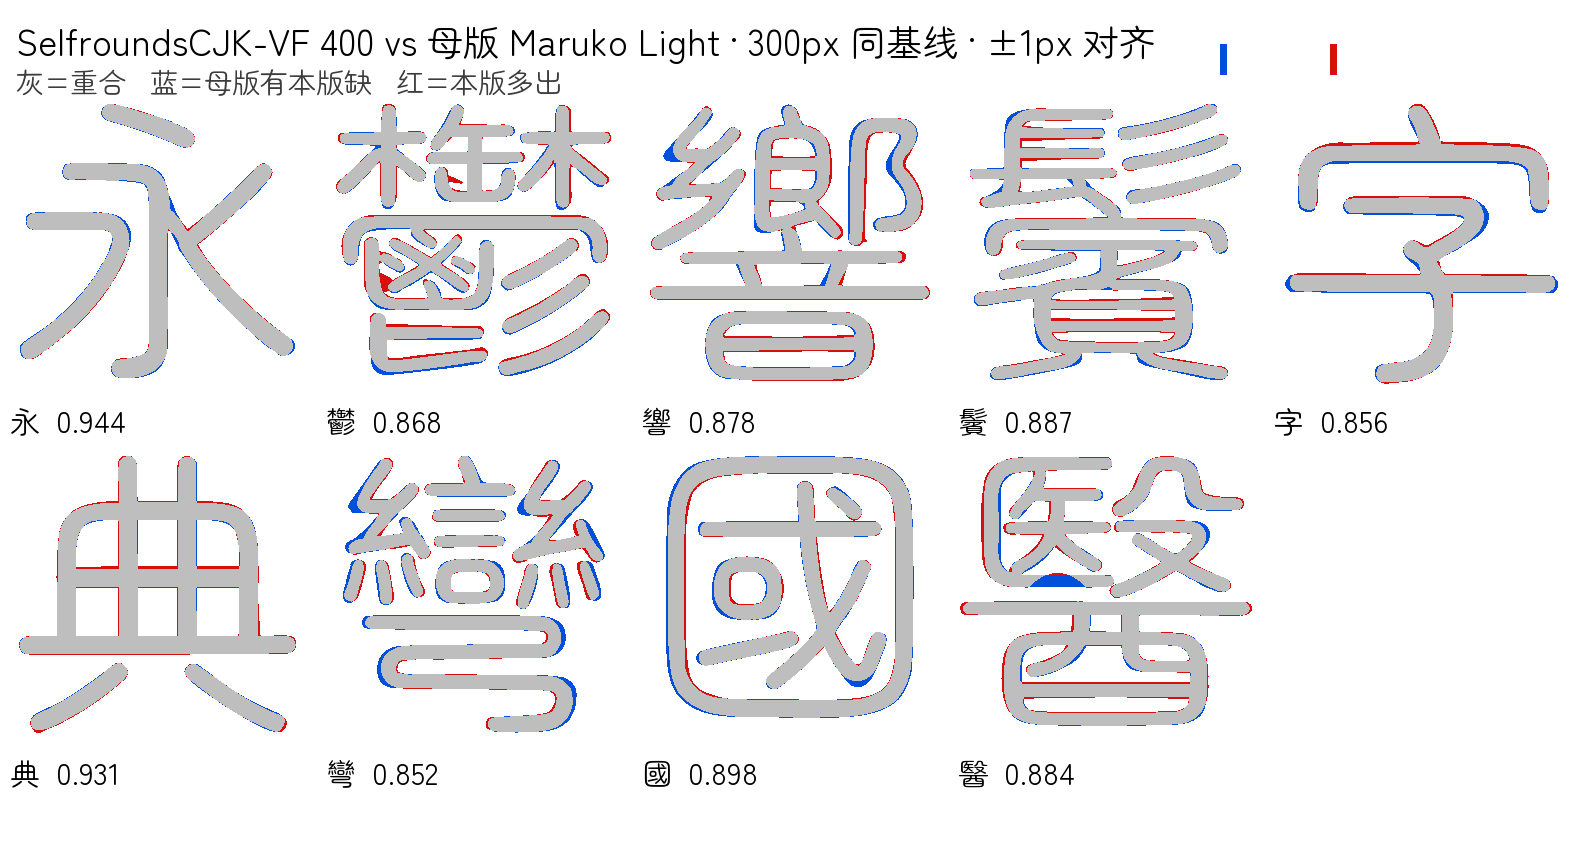 SelfroundsCJK-VF 400 vs 母版 Maruko Light · 300px 同基线 · ±1px 对齐
灰＝重合 蓝＝母版有本版缺 红＝本版多出
永 鬱 響 鬢 字
永 0.944 鬱 0.868 響 0.878 鬢 0.887 字 0.856
典 彎 國 醫
典 0.931 彎 0.852 國 0.898 醫 0.884